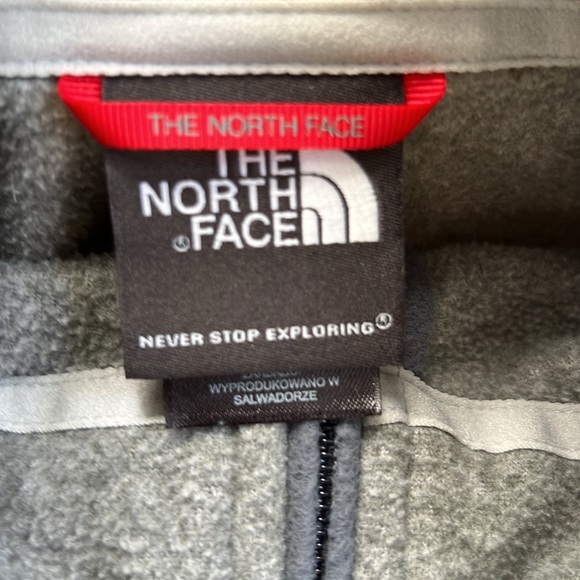 THE NORTH FACE
THE
NORTH
®FACE
NEVER STOP EXPLORING®
WYPRODUKOWANO W
SALWADORZE